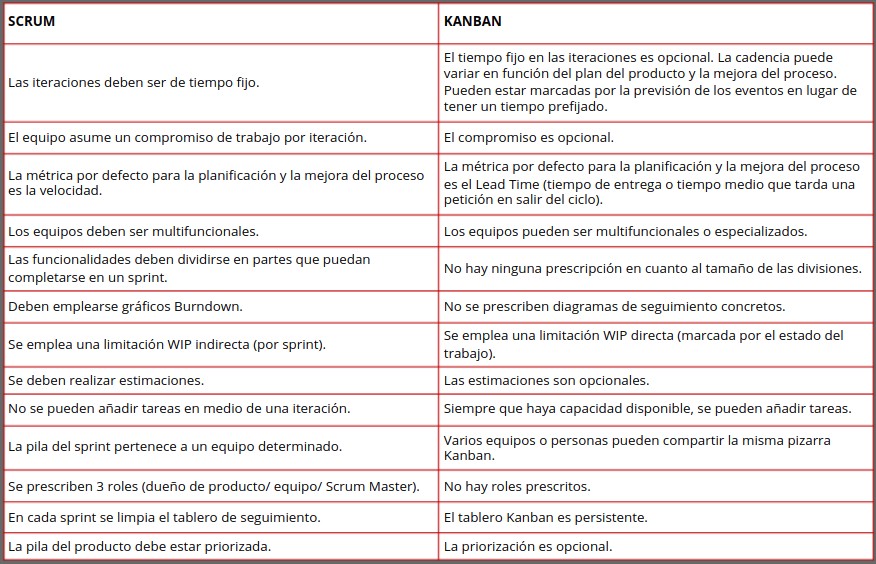 SCRUM
KANBAN
Las iteraciones deben ser de tiempo fijo.
El tiempo fijo en las iteraciones es opcional. La cadencia puede
variar en función del plan del producto y la mejora del proceso.
Pueden estar marcadas por la previsión de los eventos en lugar de
tener un tiempo prefijado.
El equipo asume un compromiso de trabajo por iteración.
El compromiso es opcional.
La métrica por defecto para la planificación y la mejora del proceso
es la velocidad.
La métrica por defecto para la planificación y la mejora del proceso
es el Lead Time (tiempo de entrega o tiempo medio que tarda una
petición en salir del ciclo).
Los equipos deben ser multifuncionales.
Los equipos pueden ser multifuncionales o especializados.
Las funcionalidades deben dividirse en partes que puedan
completarse en un sprint.
No hay ninguna prescripción en cuanto al tamaño de las divisiones.
Deben emplearse gráficos Burndown.
No se prescriben diagramas de seguimiento concretos.
Se emplea una limitación WIP indirecta (por sprint).
Se emplea una limitación WIP directa (marcada por el estado del
trabajo).
Se deben realizar estimaciones.
Las estimaciones son opcionales.
No se pueden añadir tareas en medio de una iteración.
Siempre que haya capacidad disponible, se pueden añadir tareas.
La pila del sprint pertenece a un equipo determinado.
Varios equipos o personas pueden compartir la misma pizarra
Kanban.
Se prescriben 3 roles (dueño de producto/ equipo/ Scrum Master).
No hay roles prescritos.
En cada sprint se limpia el tablero de seguimiento.
El tablero Kanban es persistente.
La pila del producto debe estar priorizada.
La priorización es opcional.